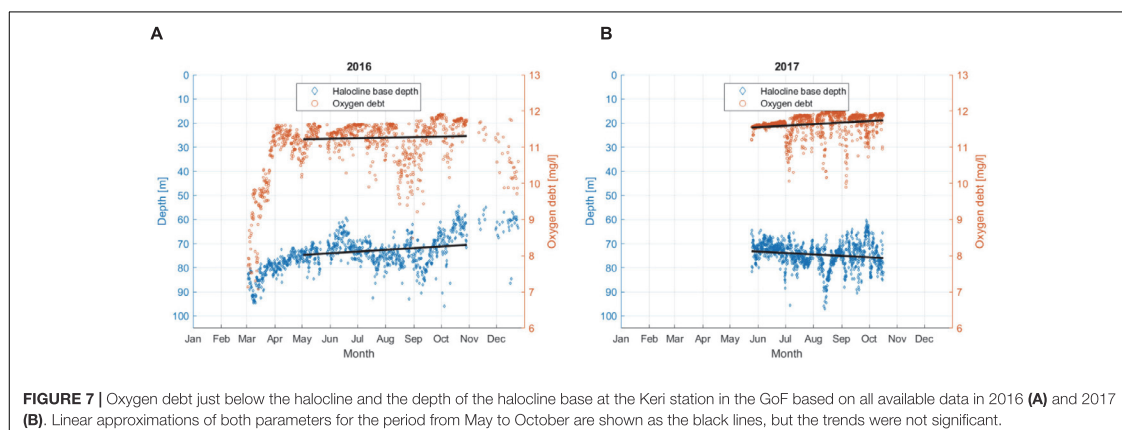 A
B
2016
2017
Halocline base depth
Oxygen debt
Halocline base depth
Oxygen debt
0
10
20
30
40
50
60
70
80
90
100
Depth [m]
13
12
11
10
9
8
7
6
Oxygen debt [mg/l]
Jan Feb Mar Apr May Jun Jul Aug Sep Oct Nov Dec
Month
0
10
20
30
40
50
60
70
80
90
100
Depth [m]
13
12
11
10
9
8
7
6
Oxygen debt [mg/l]
Jan Feb Mar Apr May Jun Jul Aug Sep Oct Nov Dec
Month
FIGURE 7 | Oxygen debt just below the halocline and the depth of the halocline base at the Keri station in the GoF based on all available data in 2016 (A) and 2017
(B). Linear approximations of both parameters for the period from May to October are shown as the black lines, but the trends were not significant.